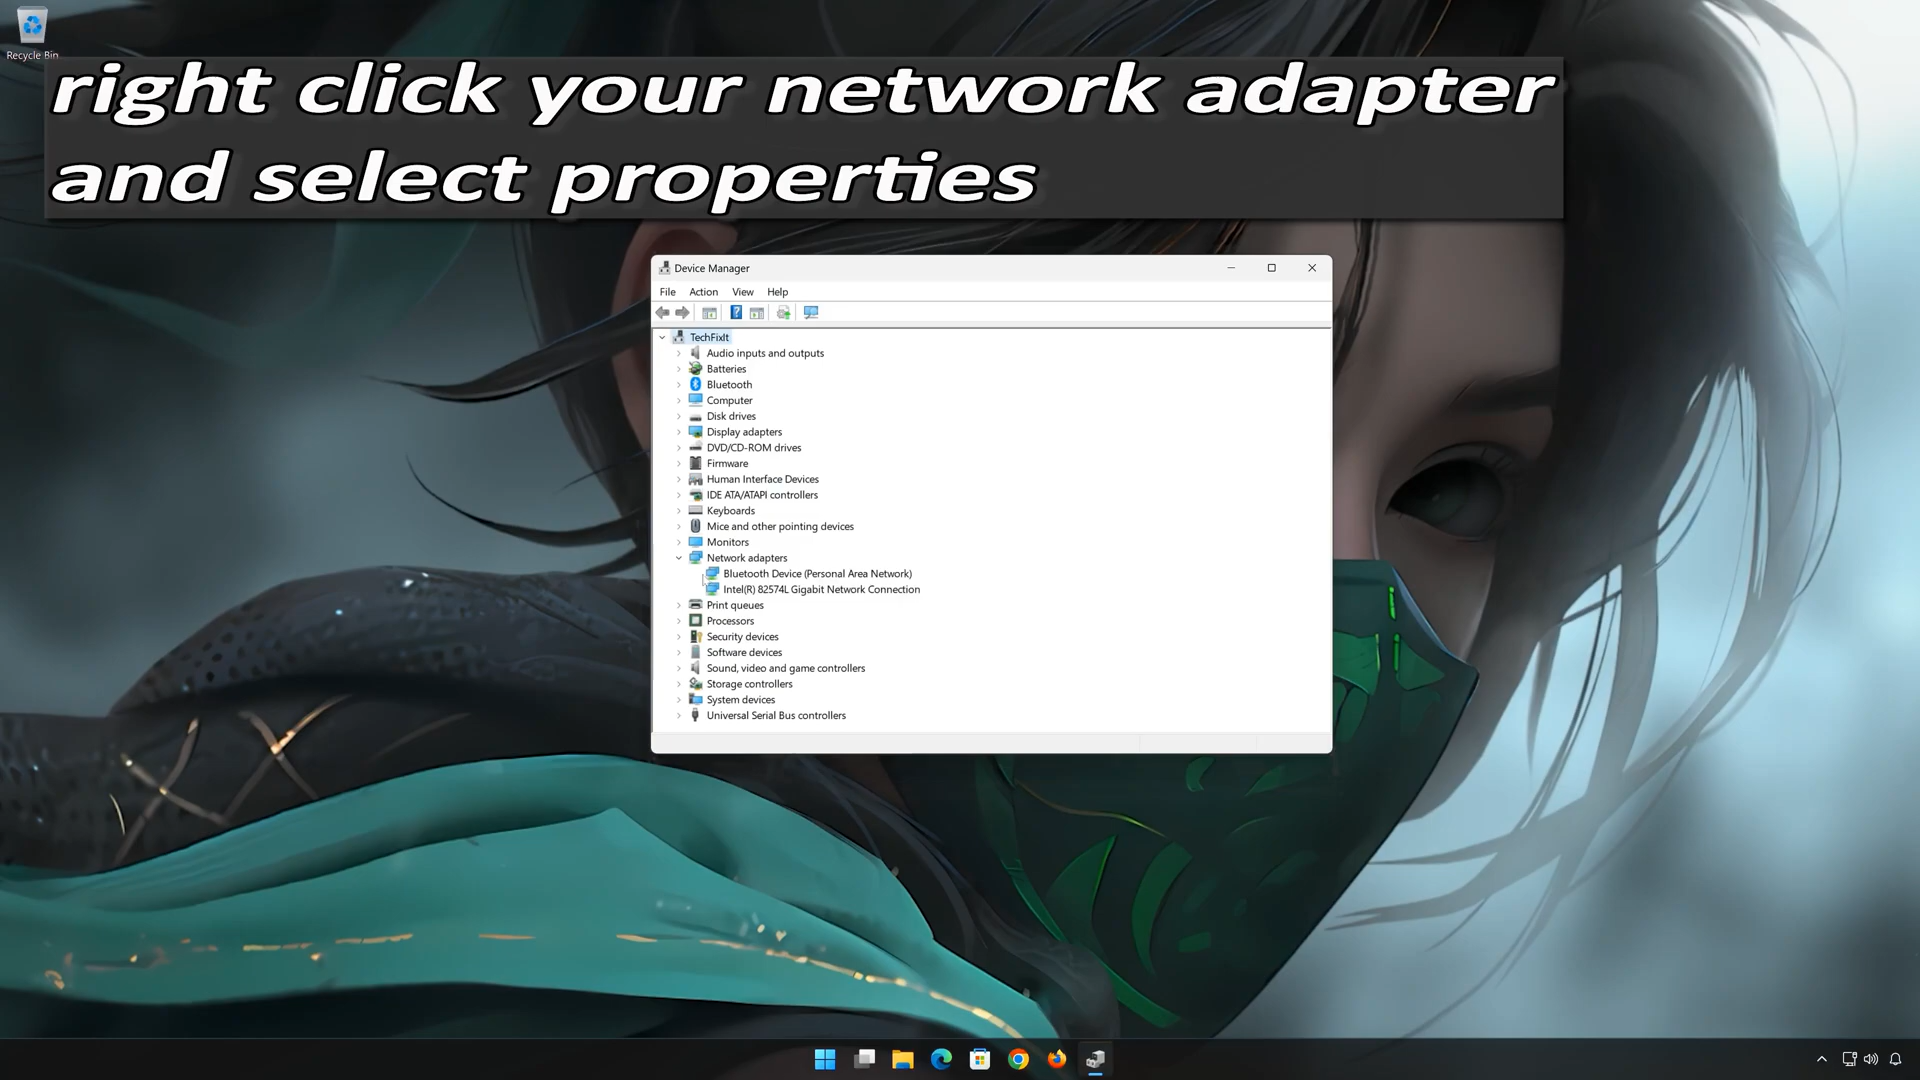 Recycle Bin
right click your network adapter
and select properties
Device Manager
File Action View Help
TechFixIt
Audio inputs and outputs
Batteries
Bluetooth
Computer
Disk drives
Display adapters
DVD/CD-ROM drives
Firmware
Human Interface Devices
IDE ATA/ATAPI controllers
Keyboards
Mice and other pointing devices
Monitors
Network adapters
Bluetooth Device (Personal Area Network)
Intel(R) 82574L Gigabit Network Connection
Print queues
Processors
Security devices
Software devices
Sound, video and game controllers
Storage controllers
System devices
Universal Serial Bus controllers